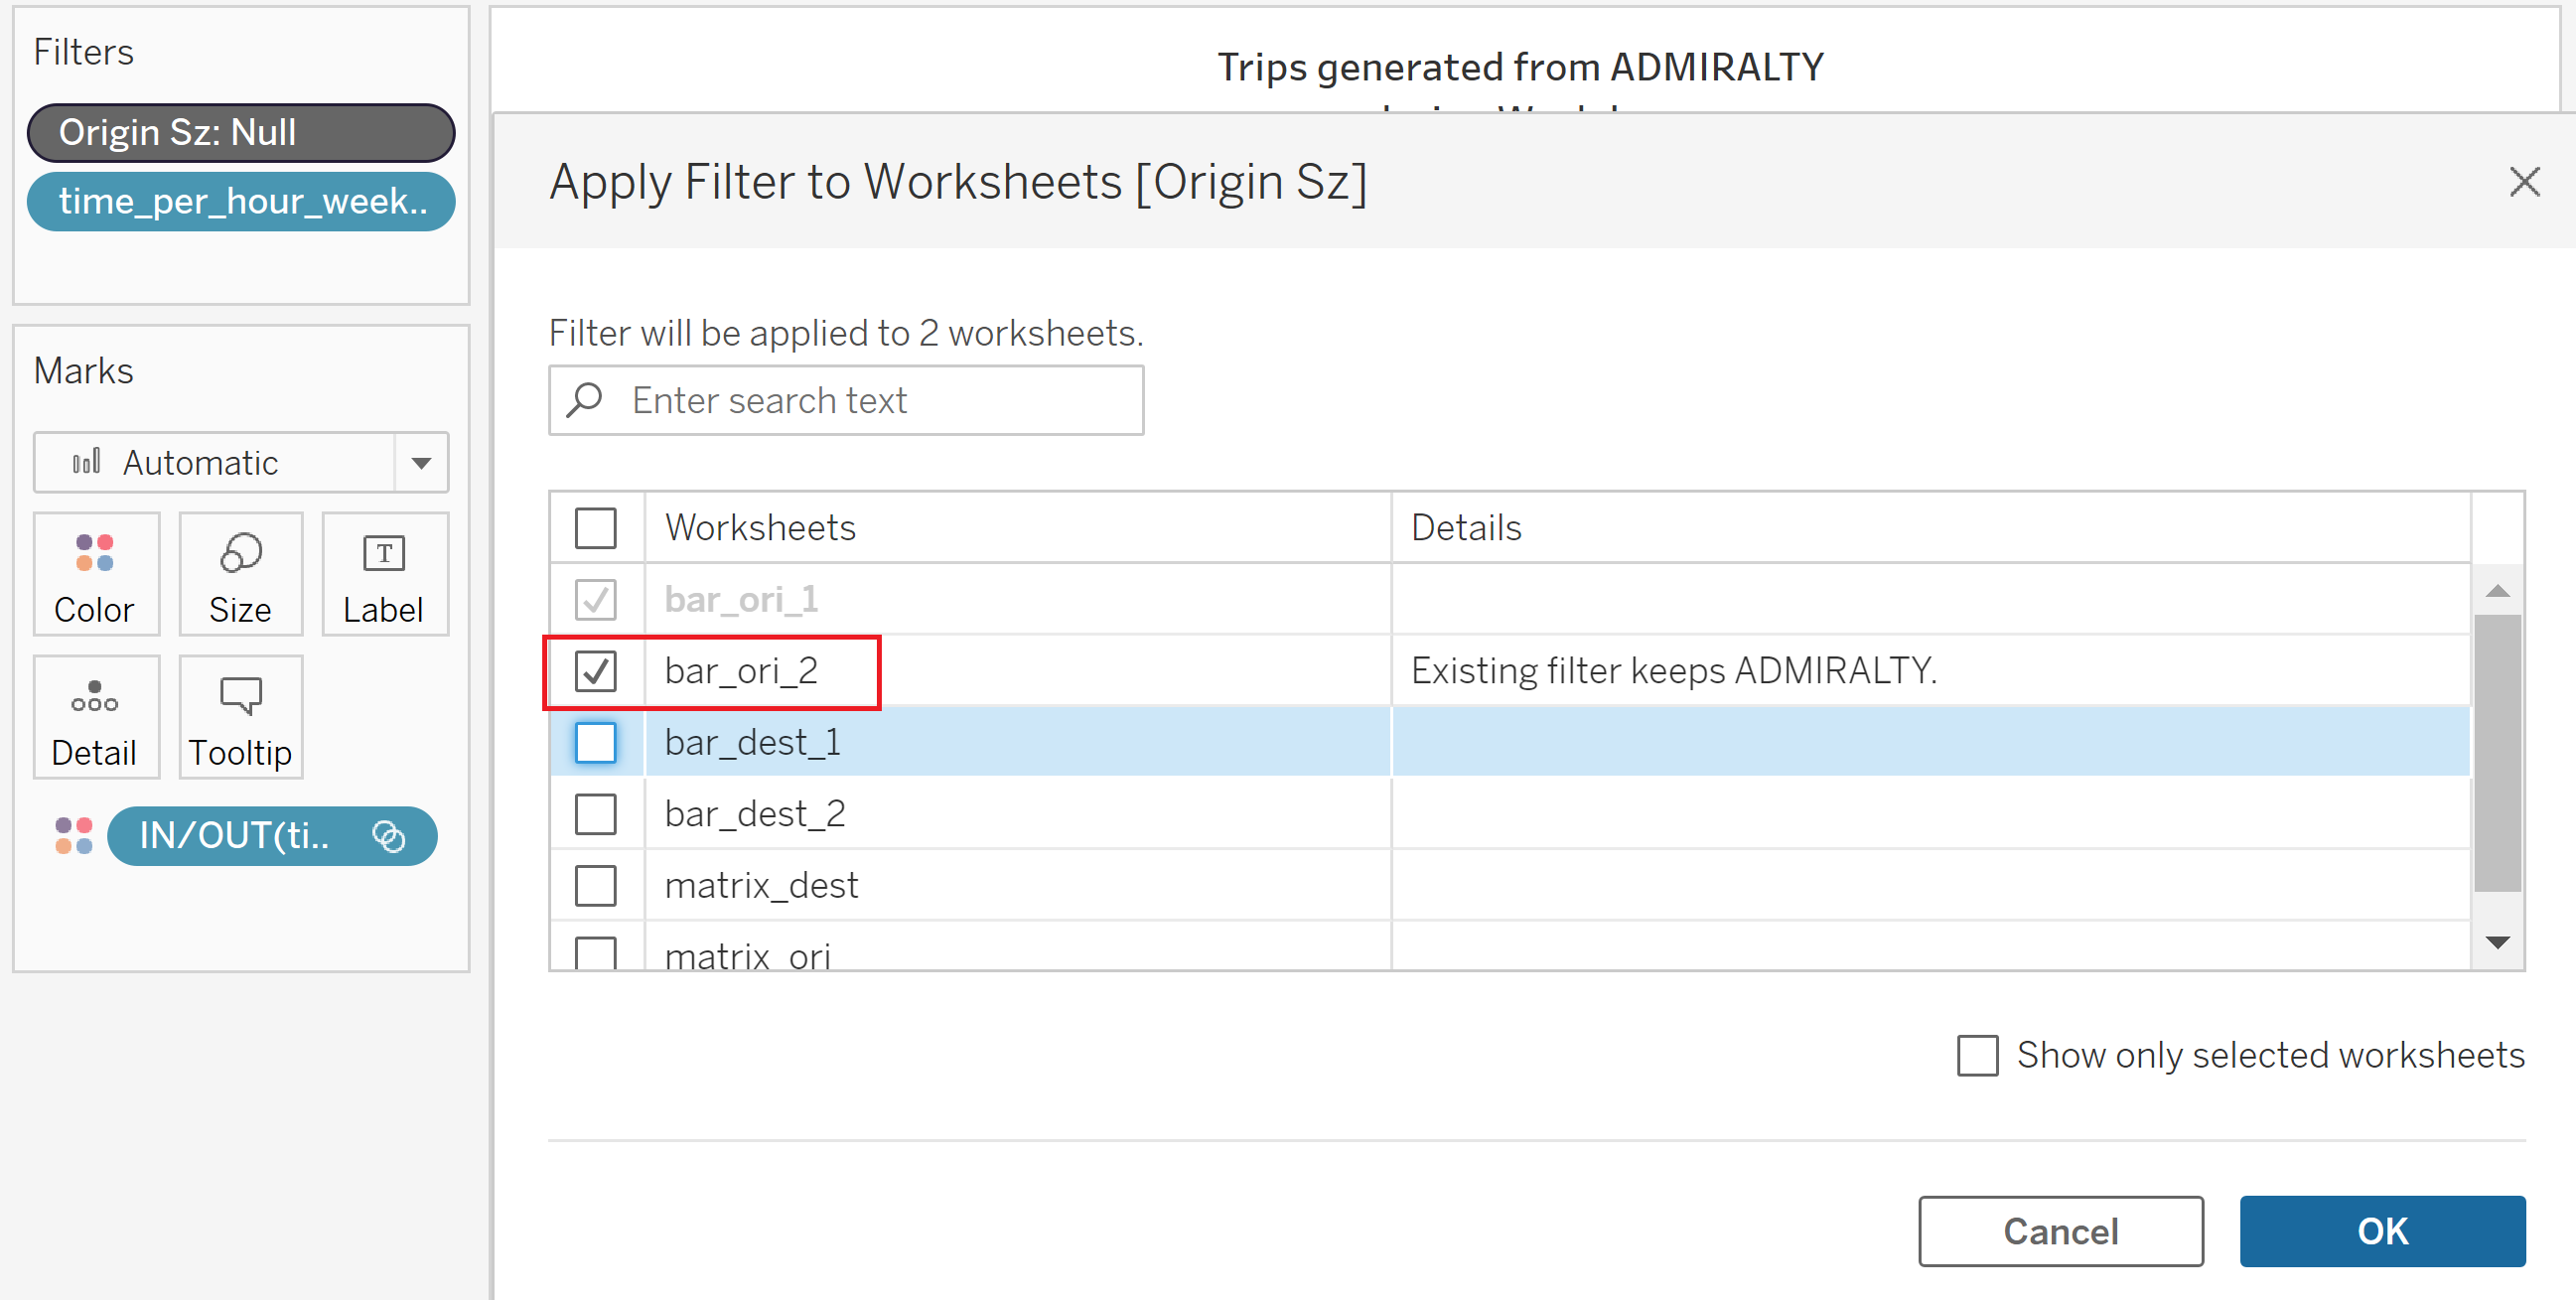 Filters
Origin Sz: Null
time_per_hour_week..
Marks
Automatic
Color
Size
T
Label
Detail
Tooltip
IN/OUT(ti..
Trips generated from ADMIRALTY
Apply Filter to Worksheets [Origin Sz]
Filter will be applied to 2 worksheets.
Enter search text
Worksheets Details
bar_ori_1
bar_ori_2 Existing filter keeps ADMIRALTY.
bar_dest_1
bar_dest_2
matrix_dest
matrix_ori
Show only selected worksheets
Cancel OK